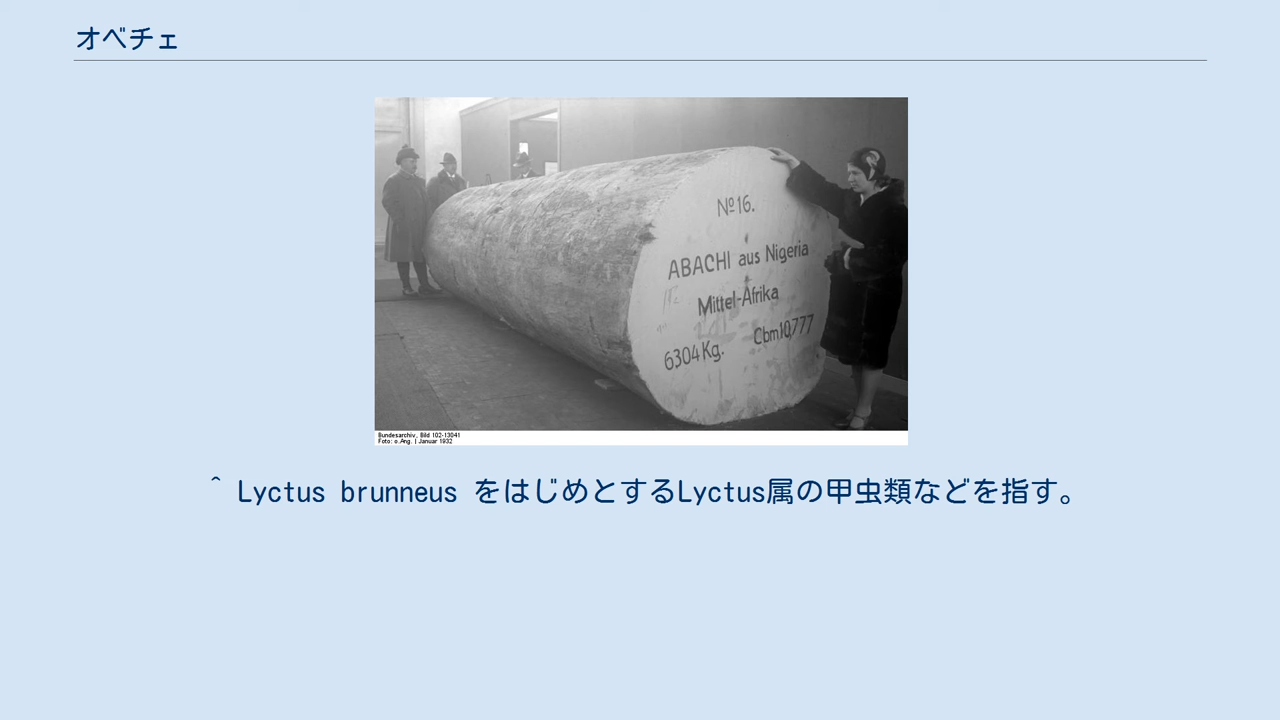 オベチェ
№16.
ABACHI aus Nigeria
Mittel-Afrika
6304 Kg. Cbm 10,777
Bundesarchiv, Bild 102-13041
Foto: o.Ang. | Januar 1932
^ Lyctus brunneus をはじめとするLyctus属の甲虫類などを指す。